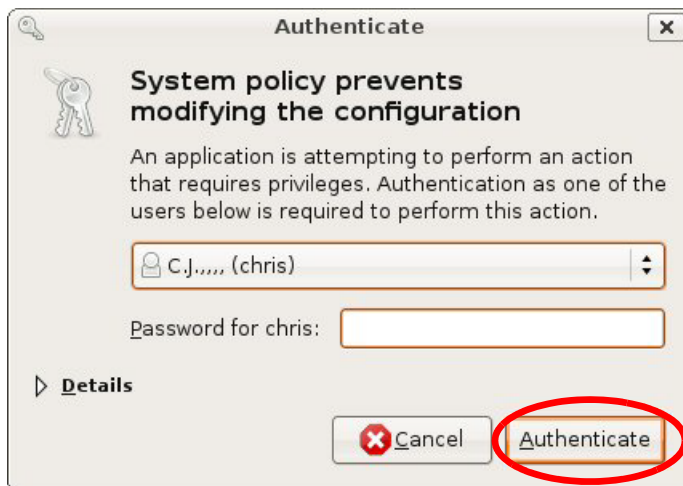 Authenticate
System policy prevents
modifying the configuration
An application is attempting to perform an action
that requires privileges. Authentication as one of the
users below is required to perform this action.
C.J.,,,, (chris)
Password for chris:
Details
Cancel
Authenticate